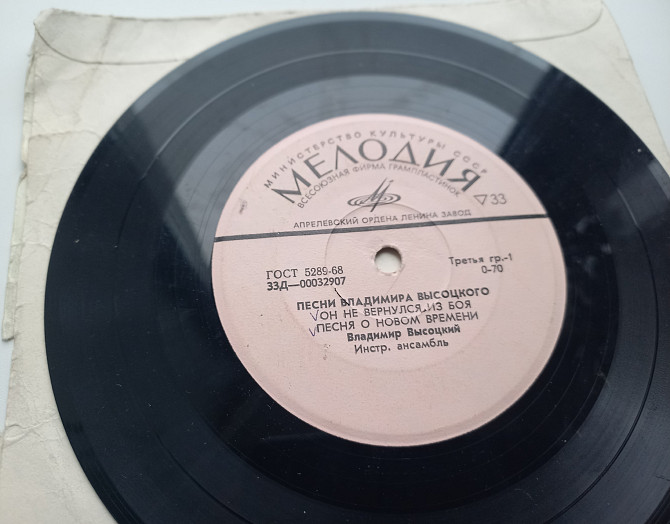 МИНИСТЕРСТВО КУЛЬТУРЫ СССР
МЕЛОДИЯ
ВСЕСОЮЗНАЯ ФИРМА ГРАМПЛАСТИНОК
33
АПРЕЛЕВСКИЙ ОРДЕНА ЛЕНИНА ЗАВОД
ГОСТ 5289-68
Третья гр.-1
33Д—00032907
0-70
ПЕСНИ ВЛАДИМИРА ВЫСОЦКОГО
ОН НЕ ВЕРНУЛСЯ ИЗ БОЯ
ПЕСНЯ О НОВОМ ВРЕМЕНИ
Владимир Высоцкий
Инстр. ансамбль